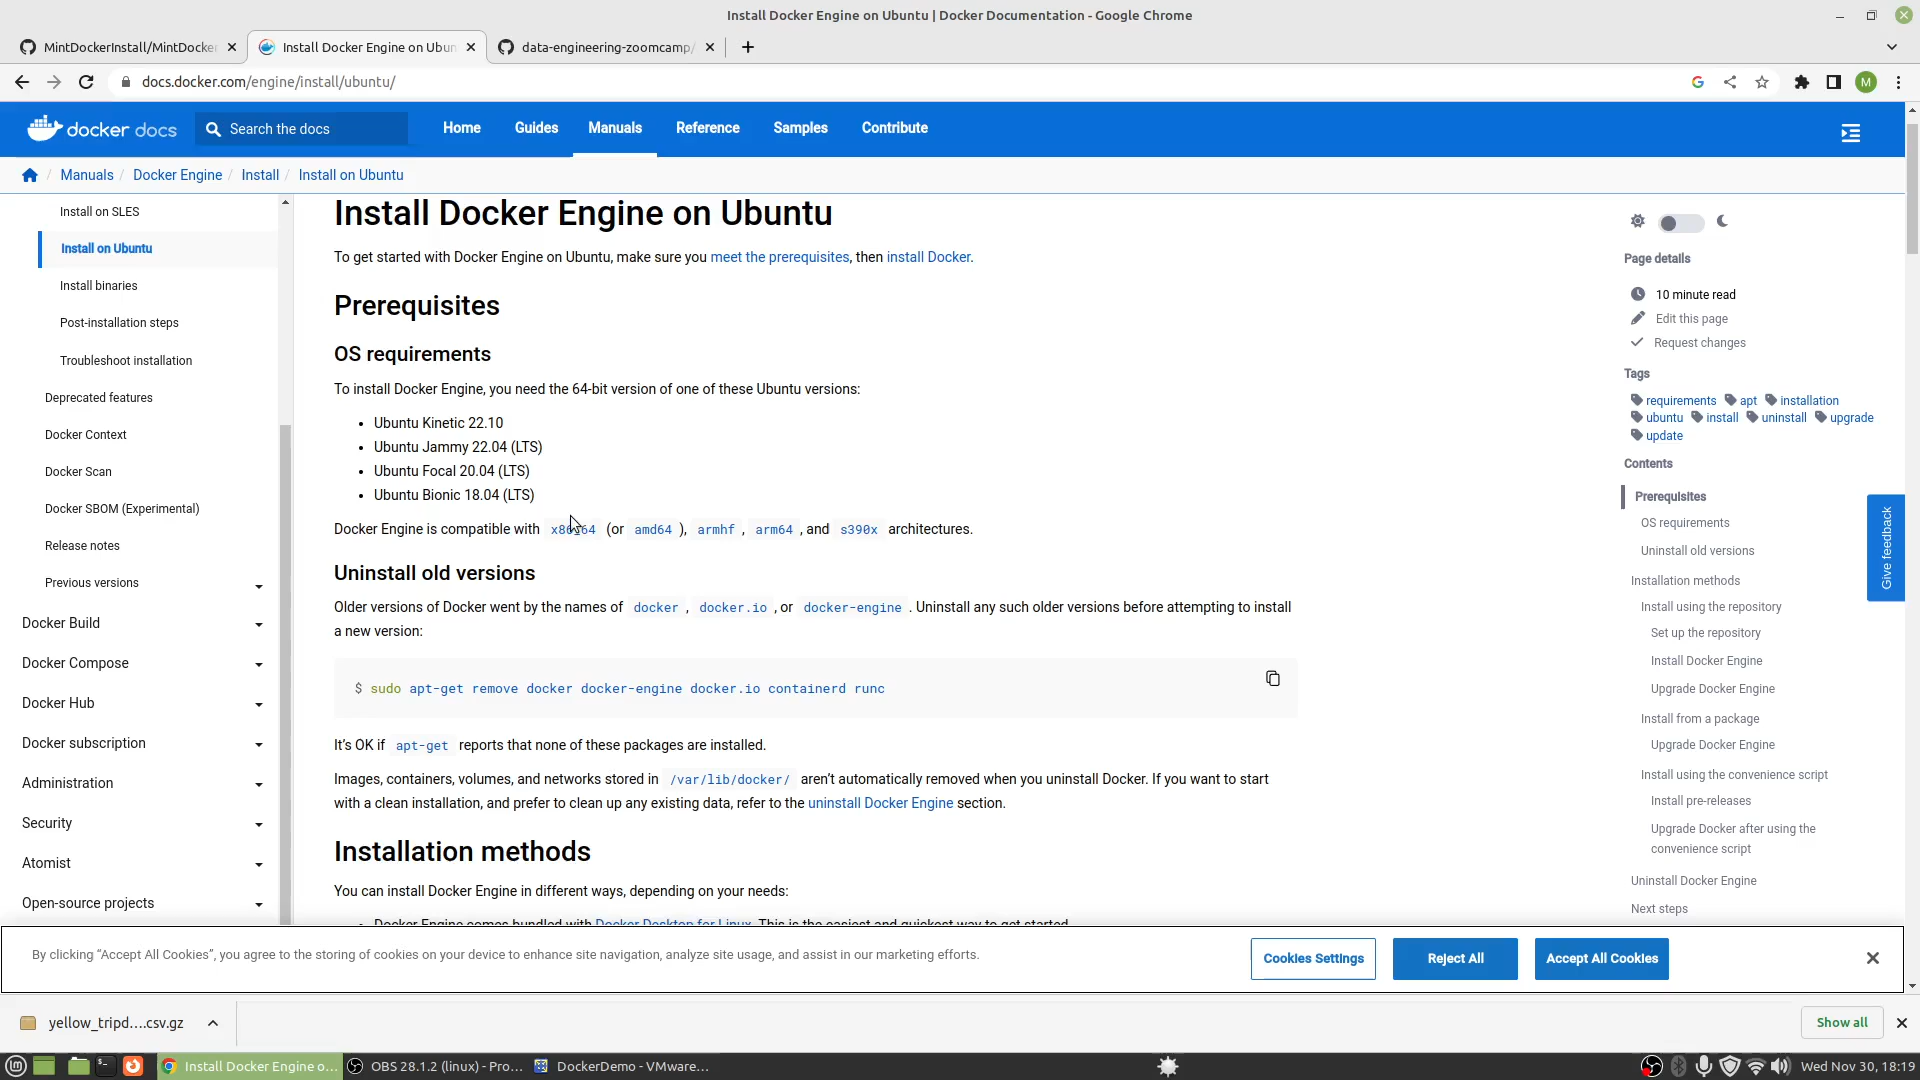 Install Docker Engine on Ubuntu | Docker Documentation - Google Chrome
MintDockerInstall/MintDocker
Install Docker Engine on Ubun
data-engineering-zoomcamp/
docs.docker.com/engine/install/ubuntu/
M
docker docs
Search the docs
Home
Guides
Manuals
Reference
Samples
Contribute
Manuals / Docker Engine / Install / Install on Ubuntu
Install on SLES
Install on Ubuntu
Install binaries
Post-installation steps
Troubleshoot installation
Deprecated features
Docker Context
Docker Scan
Docker SBOM (Experimental)
Release notes
Previous versions
Docker Build
Docker Compose
Docker Hub
Docker subscription
Administration
Security
Atomist
Open-source projects
Install Docker Engine on Ubuntu
To get started with Docker Engine on Ubuntu, make sure you meet the prerequisites, then install Docker.
Prerequisites
OS requirements
To install Docker Engine, you need the 64-bit version of one of these Ubuntu versions:
• Ubuntu Kinetic 22.10
• Ubuntu Jammy 22.04 (LTS)
• Ubuntu Focal 20.04 (LTS)
• Ubuntu Bionic 18.04 (LTS)
Docker Engine is compatible with x86_64 (or amd64 ), armhf , arm64 , and s390x architectures.
Uninstall old versions
Older versions of Docker went by the names of docker , docker.io , or docker-engine . Uninstall any such older versions before attempting to install
a new version:
$ sudo apt-get remove docker docker-engine docker.io containerd runc
It’s OK if apt-get reports that none of these packages are installed.
Images, containers, volumes, and networks stored in /var/lib/docker/ aren’t automatically removed when you uninstall Docker. If you want to start
with a clean installation, and prefer to clean up any existing data, refer to the uninstall Docker Engine section.
Installation methods
You can install Docker Engine in different ways, depending on your needs:
• Docker Engine comes bundled with Docker Desktop for Linux. This is the easiest and quickest way to get started.
Page details
10 minute read
Edit this page
Request changes
Tags
requirements apt installation
ubuntu install uninstall upgrade
update
Contents
Prerequisites
OS requirements
Uninstall old versions
Installation methods
Install using the repository
Set up the repository
Install Docker Engine
Upgrade Docker Engine
Install from a package
Upgrade Docker Engine
Install using the convenience script
Install pre-releases
Upgrade Docker after using the
convenience script
Uninstall Docker Engine
Next steps
Give feedback
By clicking “Accept All Cookies”, you agree to the storing of cookies on your device to enhance site navigation, analyze site usage, and assist in our marketing efforts.
Cookies Settings
Reject All
Accept All Cookies
yellow_tripd....csv.gz
Show all
Install Docker Engine o...
OBS 28.1.2 (linux) - Pro...
DockerDemo - VMware...
Wed Nov 30, 18:19